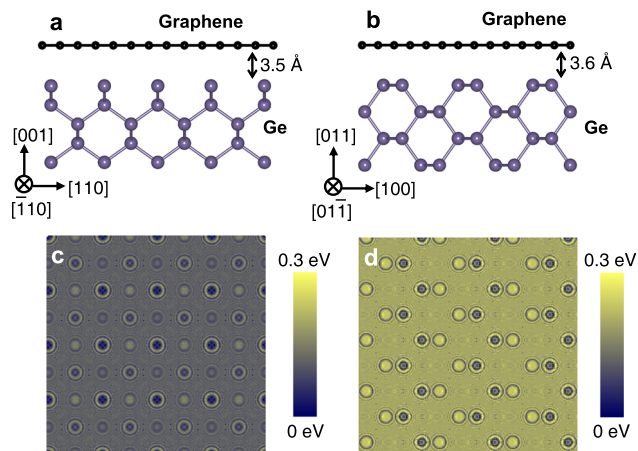 a
Graphene
3.5 Å
Ge
[001]
[110]
[1̄10]
b
Graphene
3.6 Å
Ge
[011]
[100]
[011̄]
c
0.3 eV
0 eV
d
0.3 eV
0 eV